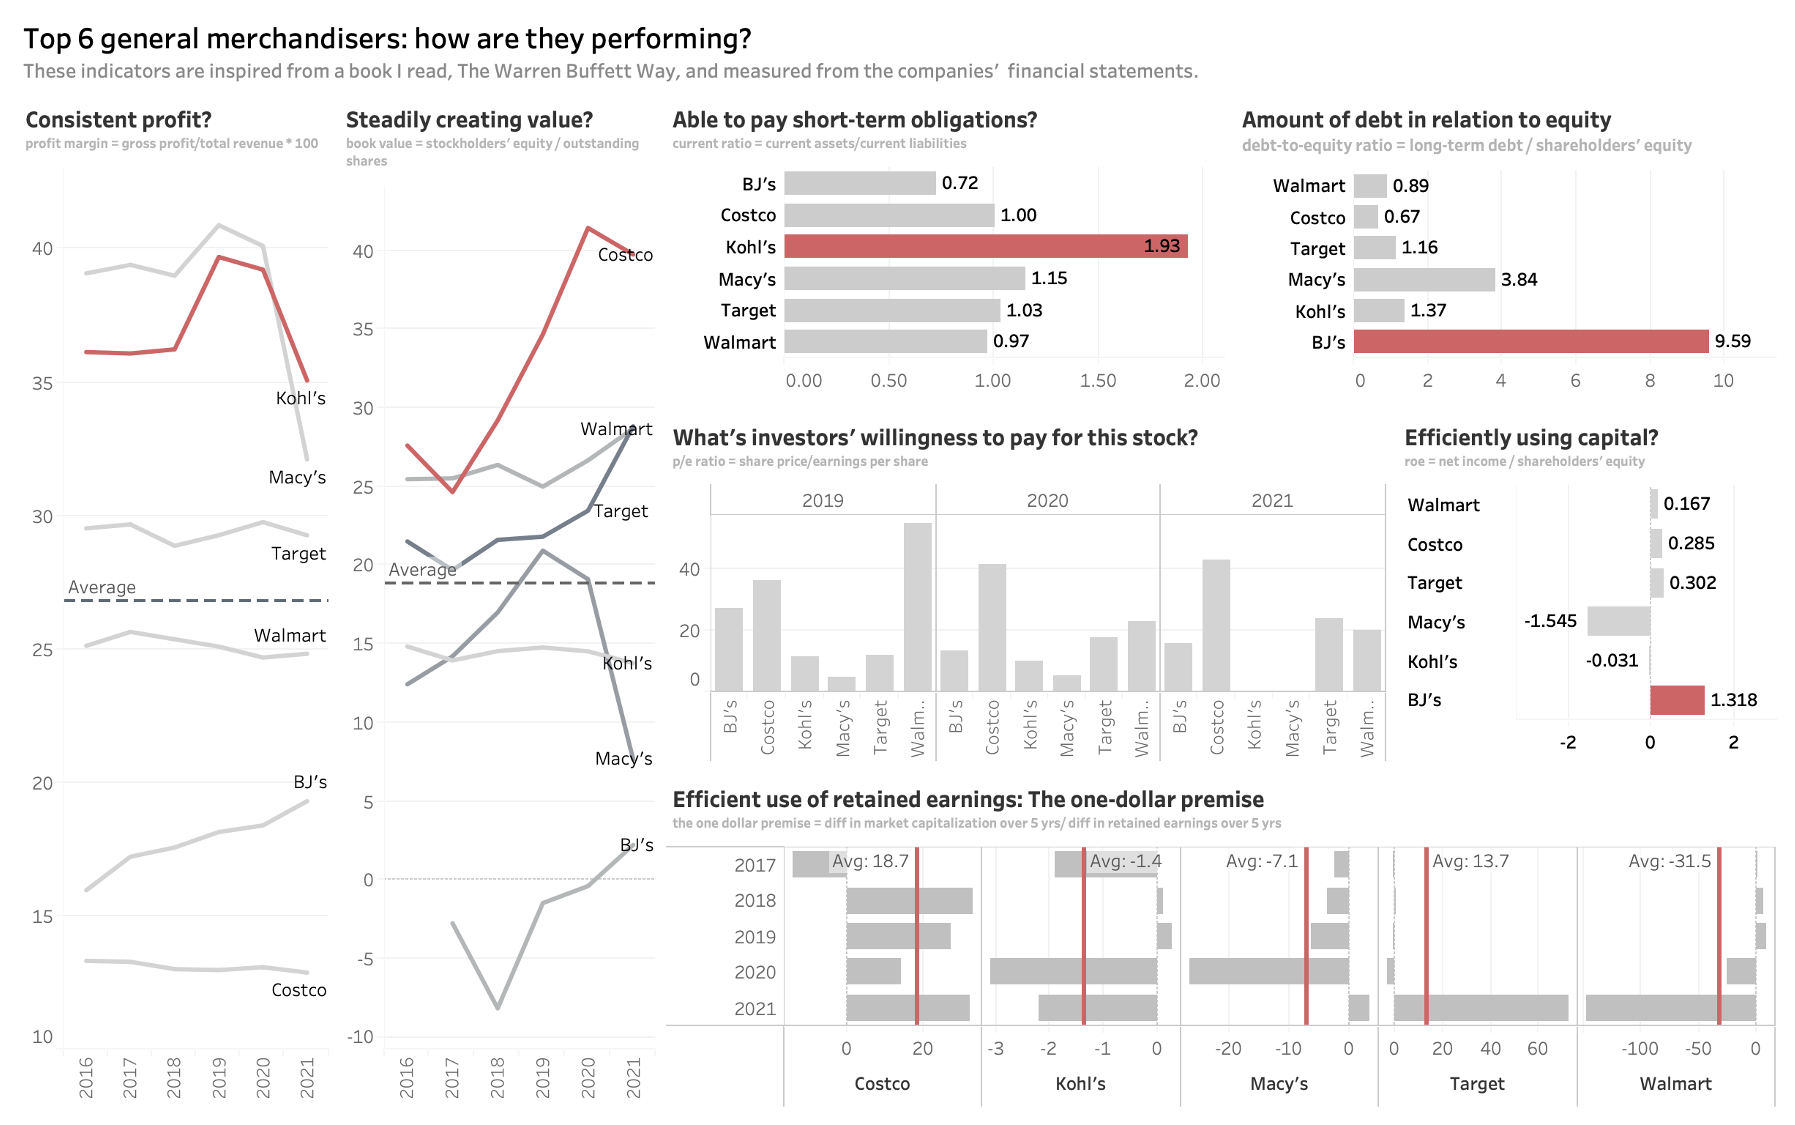 Top 6 general merchandisers: how are they performing?
These indicators are inspired from a book I read, The Warren Buffett Way, and measured from the companies’ financial statements.
Consistent profit?
profit margin = gross profit/total revenue * 100
40
35
30
25
20
15
10
Kohl’s
Macy’s
Target
Average
Walmart
BJ’s
Costco
2016
2017
2018
2019
2020
2021
Steadily creating value?
book value = stockholders’ equity / outstanding
shares
40
35
30
25
20
15
10
5
0
-5
-10
Costco
Walmart
Target
Average
Kohl’s
Macy’s
BJ’s
2016
2017
2018
2019
2020
2021
Able to pay short-term obligations?
current ratio = current assets/current liabilities
BJ’s 0.72
Costco 1.00
Kohl’s 1.93
Macy’s 1.15
Target 1.03
Walmart 0.97
0.00 0.50 1.00 1.50 2.00
Amount of debt in relation to equity
debt-to-equity ratio = long-term debt / shareholders’ equity
Walmart 0.89
Costco 0.67
Target 1.16
Macy’s 3.84
Kohl’s 1.37
BJ’s 9.59
0 2 4 6 8 10
What’s investors’ willingness to pay for this stock?
p/e ratio = share price/earnings per share
2019 2020 2021
40
20
0
BJ’s
Costco
Kohl’s
Macy’s
Target
Walm..
BJ’s
Costco
Kohl’s
Macy’s
Target
Walm..
BJ’s
Costco
Kohl’s
Macy’s
Target
Walm..
Efficiently using capital?
roe = net income / shareholders’ equity
Walmart 0.167
Costco 0.285
Target 0.302
Macy’s -1.545
Kohl’s -0.031
BJ’s 1.318
-2 0 2
Efficient use of retained earnings: The one-dollar premise
the one dollar premise = diff in market capitalization over 5 yrs/ diff in retained earnings over 5 yrs
2017 Avg: 18.7 Avg: -1.4 Avg: -7.1 Avg: 13.7 Avg: -31.5
2018
2019
2020
2021
0 20 -3 -2 -1 0 -20 -10 0 0 20 40 60 -100 -50 0
Costco Kohl’s Macy’s Target Walmart